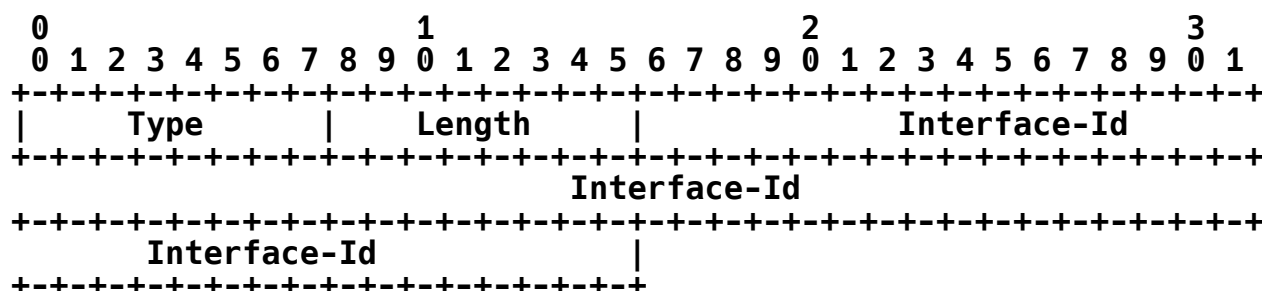 0                   1                   2                   3
 0 1 2 3 4 5 6 7 8 9 0 1 2 3 4 5 6 7 8 9 0 1 2 3 4 5 6 7 8 9 0 1
+-+-+-+-+-+-+-+-+-+-+-+-+-+-+-+-+-+-+-+-+-+-+-+-+-+-+-+-+-+-+-+-+
|     Type      |    Length     |             Interface-Id
+-+-+-+-+-+-+-+-+-+-+-+-+-+-+-+-+-+-+-+-+-+-+-+-+-+-+-+-+-+-+-+-+
                             Interface-Id
+-+-+-+-+-+-+-+-+-+-+-+-+-+-+-+-+-+-+-+-+-+-+-+-+-+-+-+-+-+-+-+-+
       Interface-Id             |
+-+-+-+-+-+-+-+-+-+-+-+-+-+-+-+-+